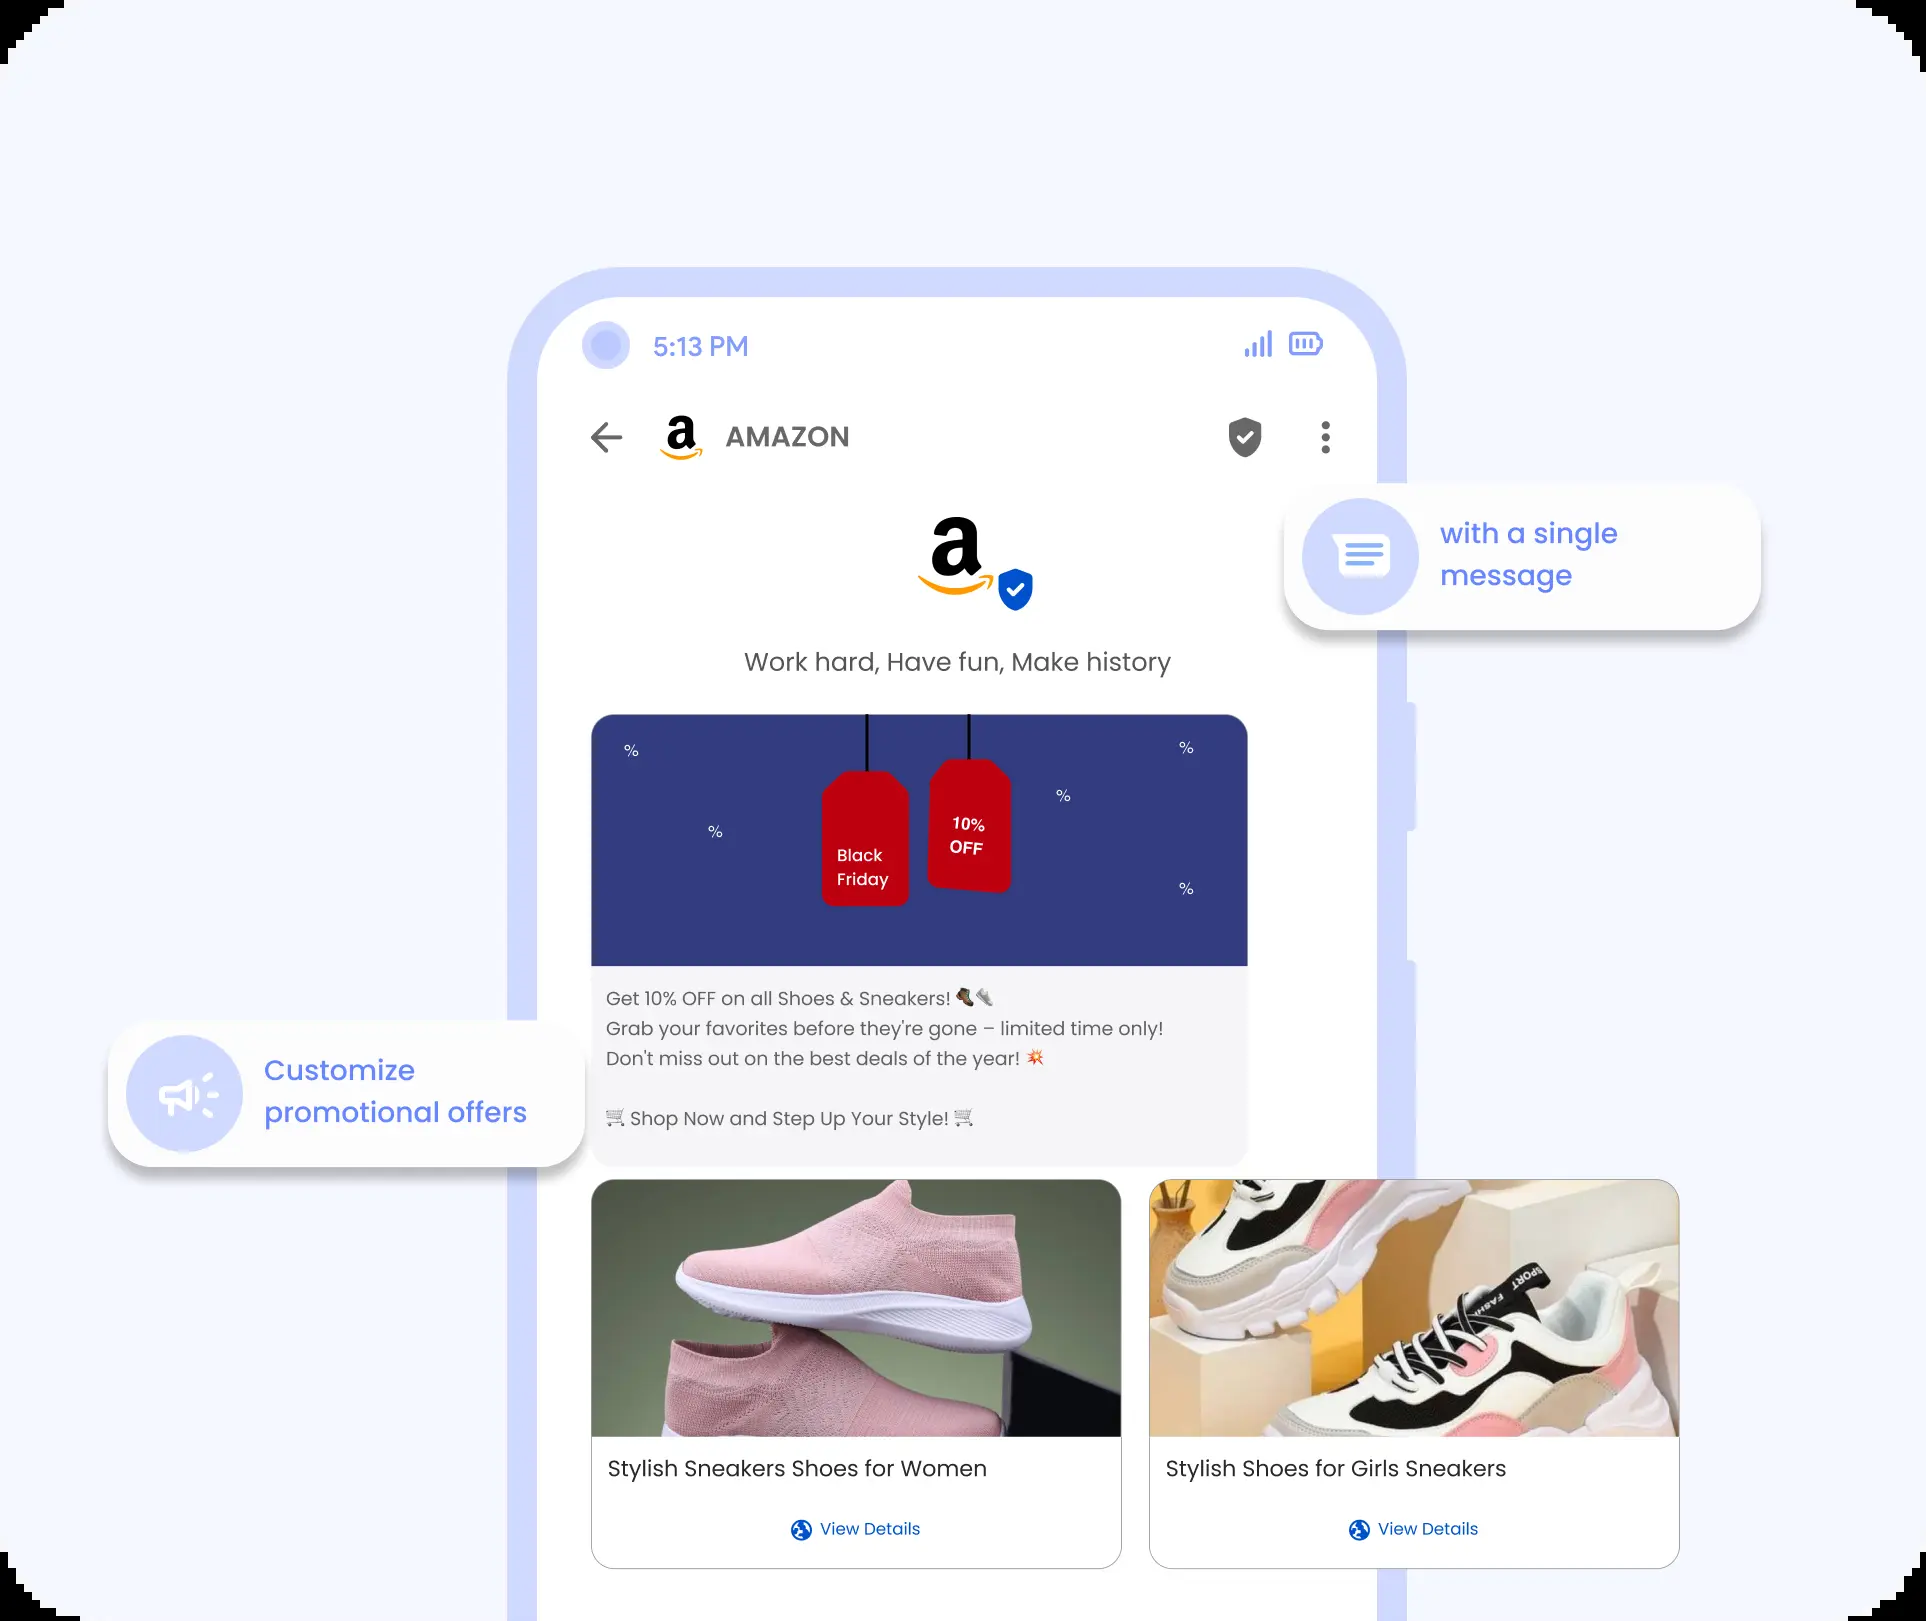 5:13 PM
AMAZON
with a single
message
Work hard, Have fun, Make history
%
%
%
%
%
Black
Friday
10%
OFF
Get 10% OFF on all Shoes & Sneakers! 🥾👟
Grab your favorites before they're gone – limited time only!
Don't miss out on the best deals of the year! 💥
🛒 Shop Now and Step Up Your Style! 🛒
Customize
promotional offers
SPORT
FASHI
Stylish Sneakers Shoes for Women
View Details
Stylish Shoes for Girls Sneakers
View Details